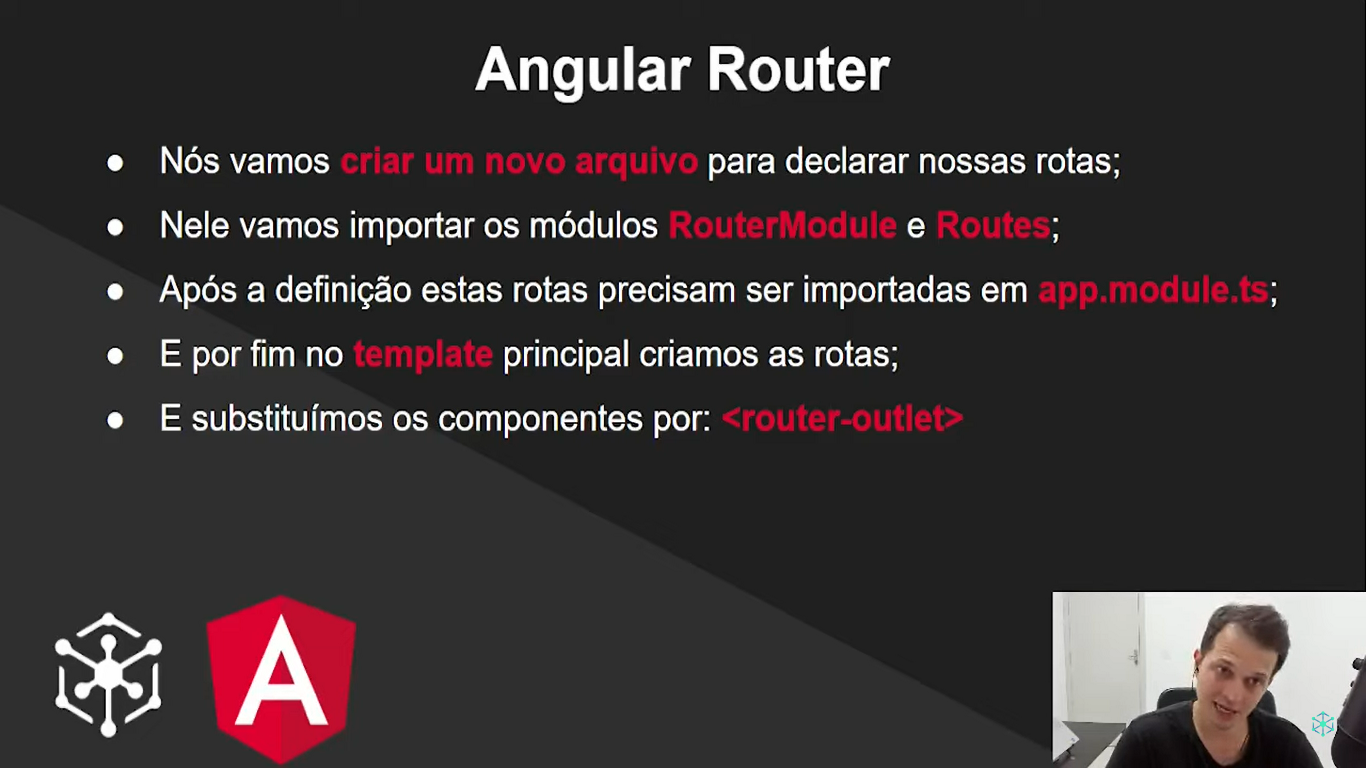 Angular Router
● Nós vamos criar um novo arquivo para declarar nossas rotas;
● Nele vamos importar os módulos RouterModule e Routes;
● Após a definição estas rotas precisam ser importadas em app.module.ts;
● E por fim no template principal criamos as rotas;
● E substituímos os componentes por: <router-outlet>
A